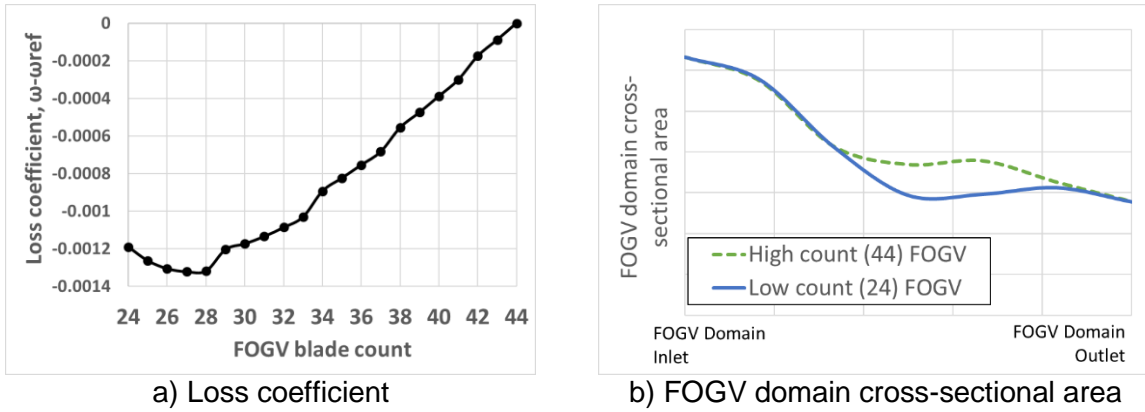 0
-0.0002
-0.0004
-0.0006
-0.0008
-0.001
-0.0012
-0.0014
Loss coefficient, ω-ωref
24 26 28 30 32 34 36 38 40 42 44
FOGV blade count
a) Loss coefficient
FOGV domain cross-
sectional area
High count (44) FOGV
Low count (24) FOGV
FOGV Domain
Inlet
FOGV Domain
Outlet
b) FOGV domain cross-sectional area